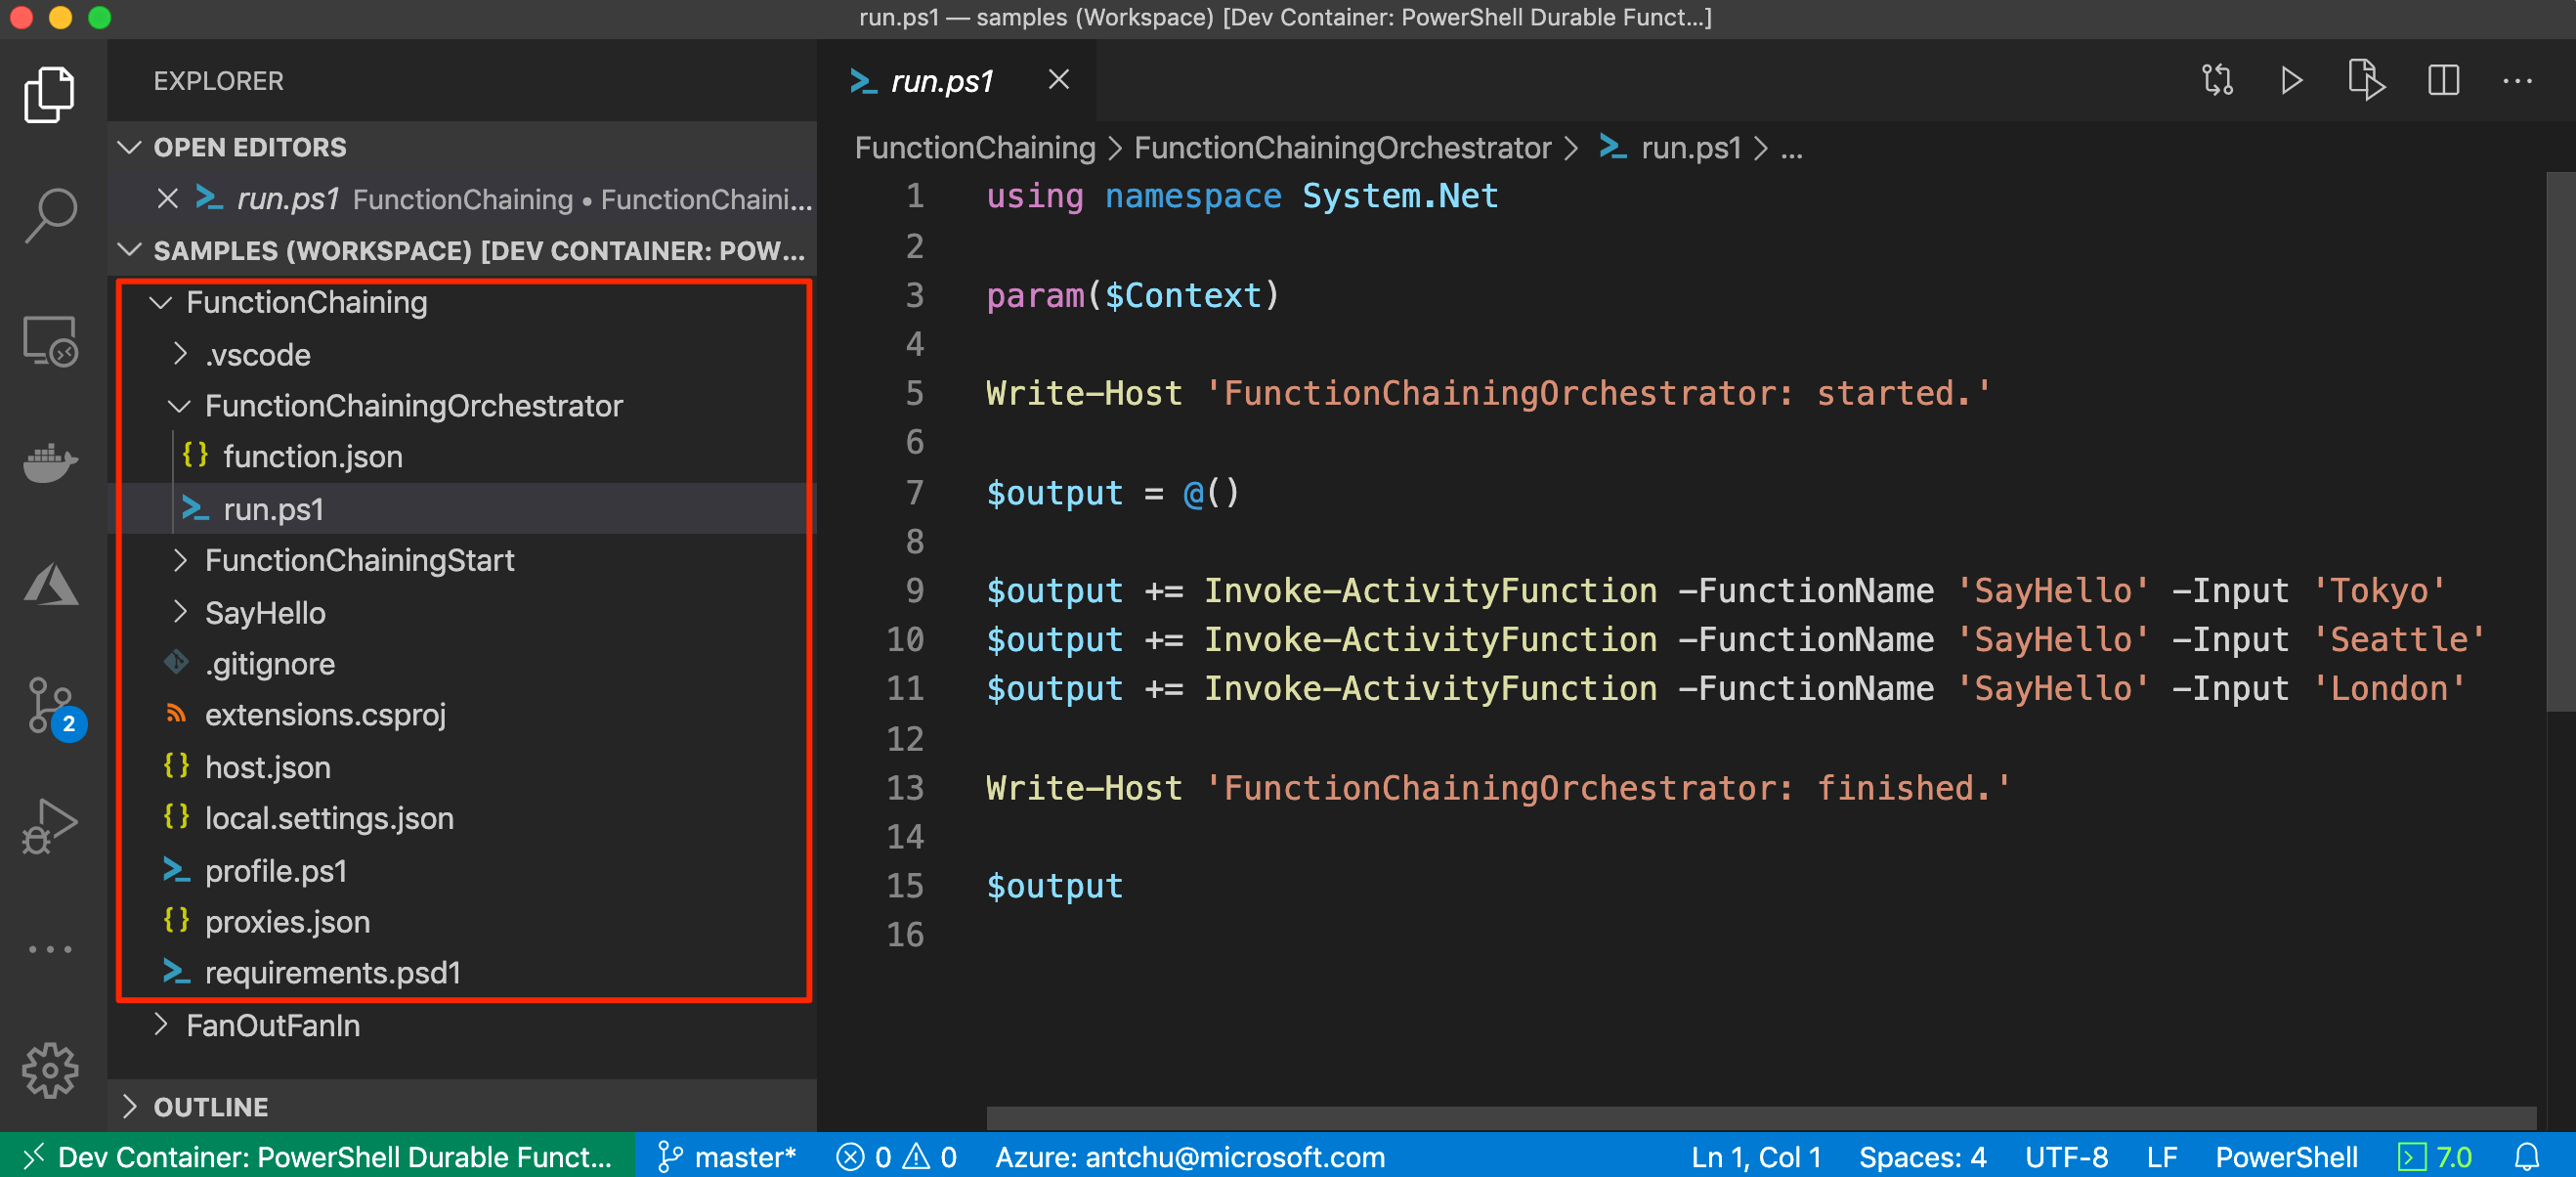 run.ps1 — samples (Workspace) [Dev Container: PowerShell Durable Funct...]
EXPLORER
OPEN EDITORS
run.ps1 FunctionChaining • FunctionChaini...
SAMPLES (WORKSPACE) [DEV CONTAINER: POW...
FunctionChaining
.vscode
FunctionChainingOrchestrator
{} function.json
run.ps1
FunctionChainingStart
SayHello
.gitignore
extensions.csproj
{} host.json
{} local.settings.json
profile.ps1
{} proxies.json
requirements.psd1
FanOutFanIn
OUTLINE
2
run.ps1
FunctionChaining > FunctionChainingOrchestrator > run.ps1 > ...
1 using namespace System.Net
2
3 param($Context)
4
5 Write-Host 'FunctionChainingOrchestrator: started.'
6
7 $output = @()
8
9 $output += Invoke-ActivityFunction -FunctionName 'SayHello' -Input 'Tokyo'
10 $output += Invoke-ActivityFunction -FunctionName 'SayHello' -Input 'Seattle'
11 $output += Invoke-ActivityFunction -FunctionName 'SayHello' -Input 'London'
12
13 Write-Host 'FunctionChainingOrchestrator: finished.'
14
15 $output
16
Dev Container: PowerShell Durable Funct... master* 0 0 Azure: antchu@microsoft.com Ln 1, Col 1 Spaces: 4 UTF-8 LF PowerShell 7.0